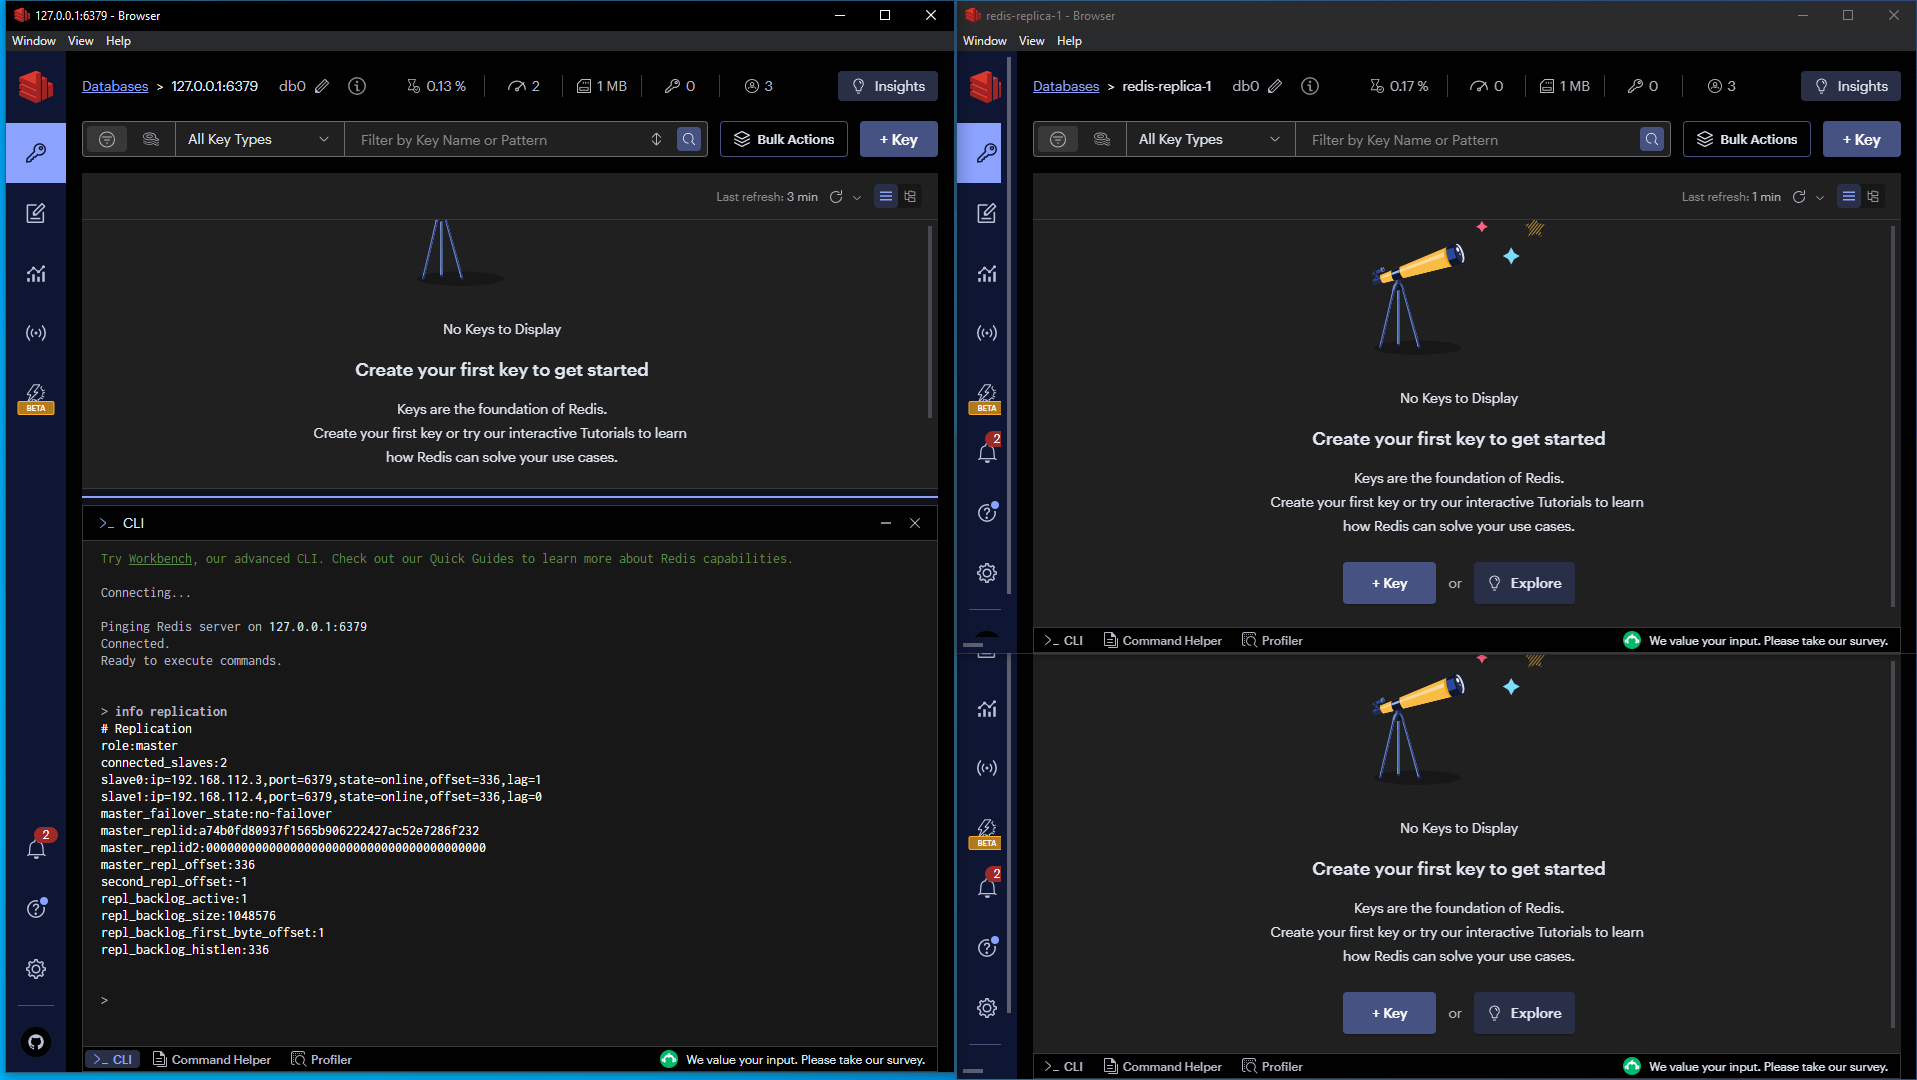 127.0.0.1:6379 - Browser
Window View Help
Databases > 127.0.0.1:6379 db0 0.13 % 2 1 MB 0 3 Insights
All Key Types Filter by Key Name or Pattern Bulk Actions + Key
Last refresh: 3 min
No Keys to Display
Create your first key to get started
Keys are the foundation of Redis.
Create your first key or try our interactive Tutorials to learn
how Redis can solve your use cases.
BETA
>_ CLI
Try Workbench, our advanced CLI. Check out our Quick Guides to learn more about Redis capabilities.
Connecting...
Pinging Redis server on 127.0.0.1:6379
Connected.
Ready to execute commands.
> info replication
# Replication
role:master
connected_slaves:2
slave0:ip=192.168.112.3,port=6379,state=online,offset=336,lag=1
slave1:ip=192.168.112.4,port=6379,state=online,offset=336,lag=0
master_failover_state:no-failover
master_replid:a74b0fd80937f1565b906222427ac52e7286f232
master_replid2:0000000000000000000000000000000000000000
master_repl_offset:336
second_repl_offset:-1
repl_backlog_active:1
repl_backlog_size:1048576
repl_backlog_first_byte_offset:1
repl_backlog_histlen:336
>
2
>_ CLI Command Helper Profiler We value your input. Please take our survey.
redis-replica-1 - Browser
Window View Help
Databases > redis-replica-1 db0 0.17 % 0 1 MB 0 3 Insights
All Key Types Filter by Key Name or Pattern Bulk Actions + Key
Last refresh: 1 min
No Keys to Display
Create your first key to get started
Keys are the foundation of Redis.
Create your first key or try our interactive Tutorials to learn
how Redis can solve your use cases.
+ Key or Explore
BETA
2
>_ CLI Command Helper Profiler We value your input. Please take our survey.
No Keys to Display
Create your first key to get started
Keys are the foundation of Redis.
Create your first key or try our interactive Tutorials to learn
how Redis can solve your use cases.
+ Key or Explore
BETA
2
>_ CLI Command Helper Profiler We value your input. Please take our survey.